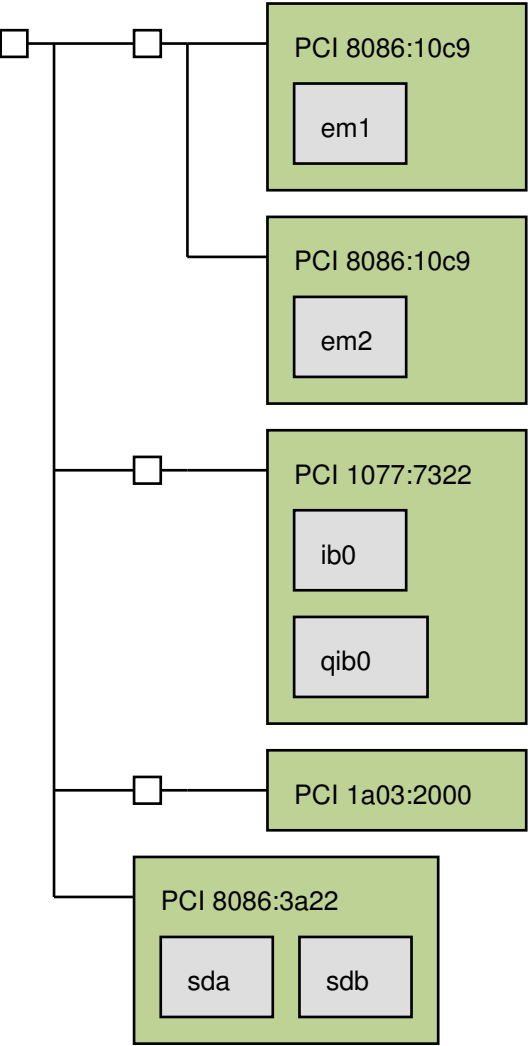 PCI 8086:10c9
em1
PCI 8086:10c9
em2
PCI 1077:7322
ib0
qib0
PCI 1a03:2000
PCI 8086:3a22
sda sdb